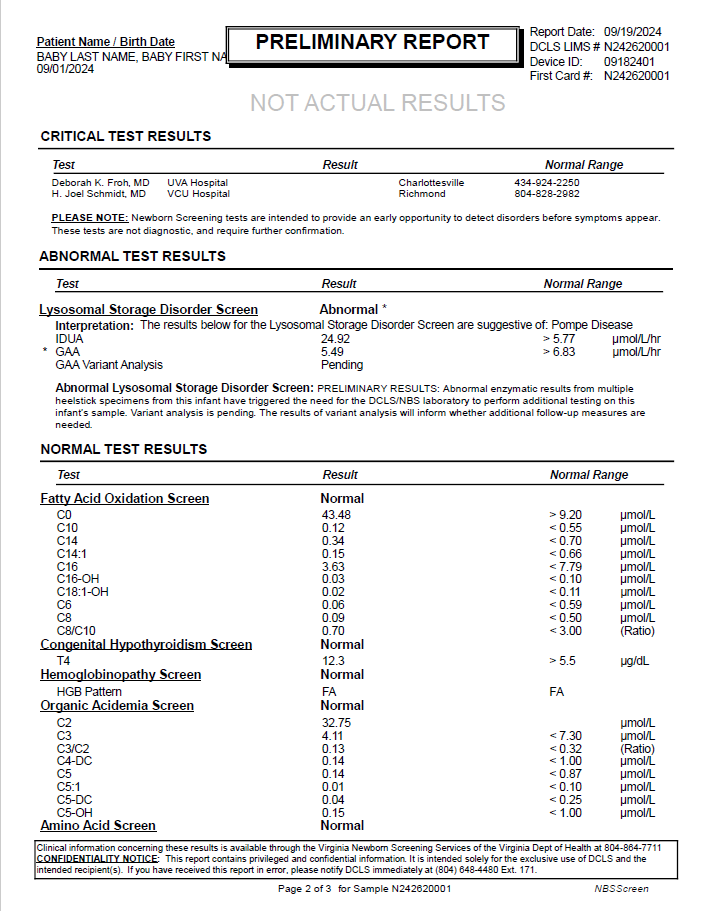 Patient Name / Birth Date
BABY LAST NAME, BABY FIRST NA
09/01/2024
PRELIMINARY REPORT
Report Date: 09/19/2024
DCLS LIMS # N242620001
Device ID: 09182401
First Card #: N242620001
NOT ACTUAL RESULTS
CRITICAL TEST RESULTS
Test Result Normal Range
Deborah K. Froh, MD UVA Hospital Charlottesville 434-924-2250
H. Joel Schmidt, MD VCU Hospital Richmond 804-828-2982
PLEASE NOTE: Newborn Screening tests are intended to provide an early opportunity to detect disorders before symptoms appear.
These tests are not diagnostic, and require further confirmation.
ABNORMAL TEST RESULTS
Test Result Normal Range
Lysosomal Storage Disorder Screen Abnormal *
Interpretation: The results below for the Lysosomal Storage Disorder Screen are suggestive of: Pompe Disease
IDUA 24.92 > 5.77 µmol/L/hr
* GAA 5.49 > 6.83 µmol/L/hr
GAA Variant Analysis Pending
Abnormal Lysosomal Storage Disorder Screen: PRELIMINARY RESULTS: Abnormal enzymatic results from multiple
heelstick specimens from this infant have triggered the need for the DCLS/NBS laboratory to perform additional testing on this
infant's sample. Variant analysis is pending. The results of variant analysis will inform whether additional follow-up measures are
needed.
NORMAL TEST RESULTS
Test Result Normal Range
Fatty Acid Oxidation Screen Normal
C0 43.48 > 9.20 µmol/L
C10 0.12 < 0.55 µmol/L
C14 0.34 < 0.70 µmol/L
C14:1 0.15 < 0.66 µmol/L
C16 3.63 < 7.79 µmol/L
C16-OH 0.03 < 0.10 µmol/L
C18:1-OH 0.02 < 0.11 µmol/L
C6 0.06 < 0.59 µmol/L
C8 0.09 < 0.50 µmol/L
C8/C10 0.70 < 3.00 (Ratio)
Congenital Hypothyroidism Screen Normal
T4 12.3 > 5.5 µg/dL
Hemoglobinopathy Screen Normal
HGB Pattern FA FA
Organic Acidemia Screen Normal
C2 32.75 µmol/L
C3 4.11 < 7.30 µmol/L
C3/C2 0.13 < 0.32 (Ratio)
C4-DC 0.14 < 1.00 µmol/L
C5 0.14 < 0.87 µmol/L
C5:1 0.01 < 0.10 µmol/L
C5-DC 0.04 < 0.25 µmol/L
C5-OH 0.15 < 1.00 µmol/L
Amino Acid Screen Normal
Clinical information concerning these results is available through the Virginia Newborn Screening Services of the Virginia Dept of Health at 804-864-7711
CONFIDENTIALITY NOTICE: This report contains privileged and confidential information. It is intended solely for the exclusive use of DCLS and the
intended recipient(s). If you have received this report in error, please notify DCLS immediately at (804) 648-4480 Ext. 171.
Page 2 of 3 for Sample N242620001 NBSScreen